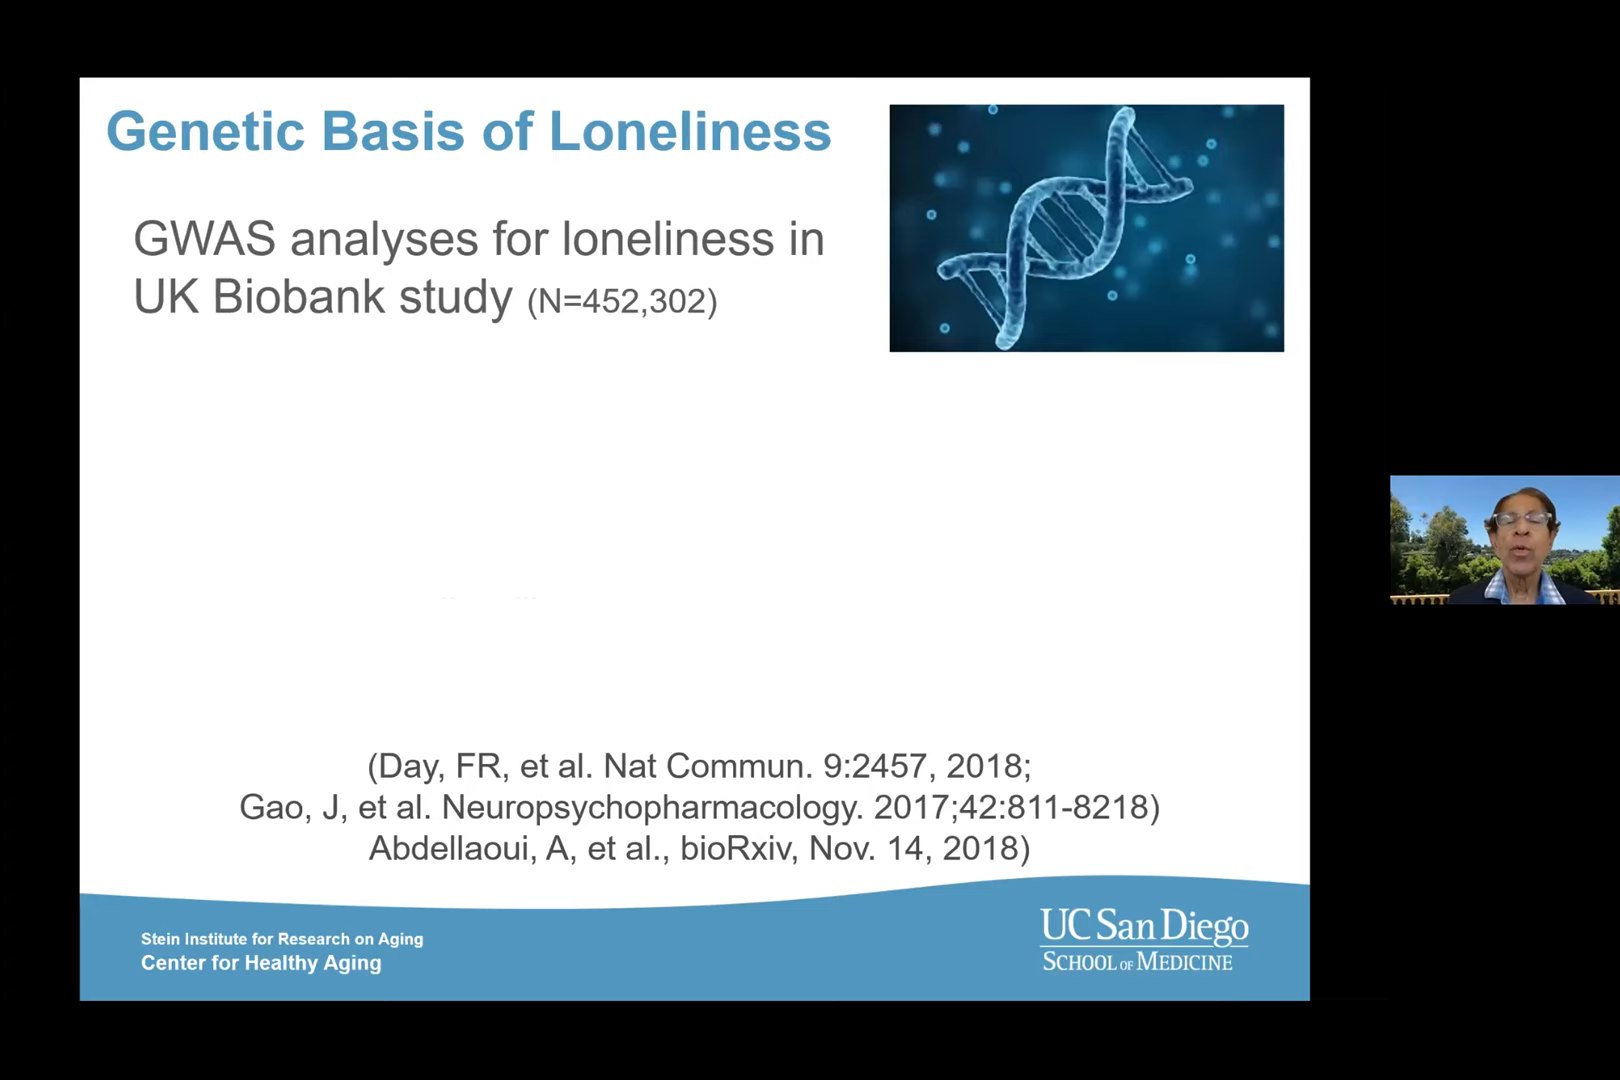 Genetic Basis of Loneliness
GWAS analyses for loneliness in
UK Biobank study (N=452,302)
(Day, FR, et al. Nat Commun. 9:2457, 2018;
Gao, J, et al. Neuropsychopharmacology. 2017;42:811-8218)
Abdellaoui, A, et al., bioRxiv, Nov. 14, 2018)
Stein Institute for Research on Aging
Center for Healthy Aging
UC San Diego
SCHOOL OF MEDICINE